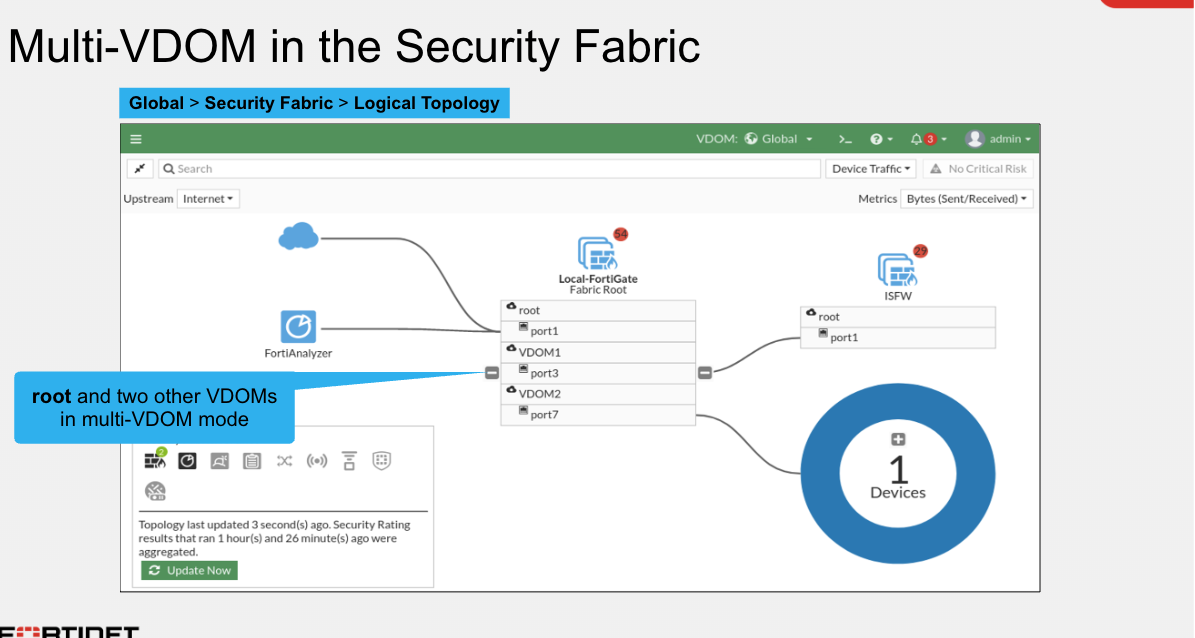 Multi-VDOM in the Security Fabric
Global > Security Fabric > Logical Topology
VDOM: Global
3
admin
Search
Device Traffic
No Critical Risk
Upstream
Internet
Metrics
Bytes (Sent/Received)
54
Local-FortiGate
Fabric Root
root
port1
VDOM1
port3
VDOM2
port7
29
ISFW
root
port1
FortiAnalyzer
root and two other VDOMs
in multi-VDOM mode
2
1
Devices
Topology last updated 3 second(s) ago. Security Rating
results that ran 1 hour(s) and 26 minute(s) ago were
aggregated.
Update Now
FORTINET